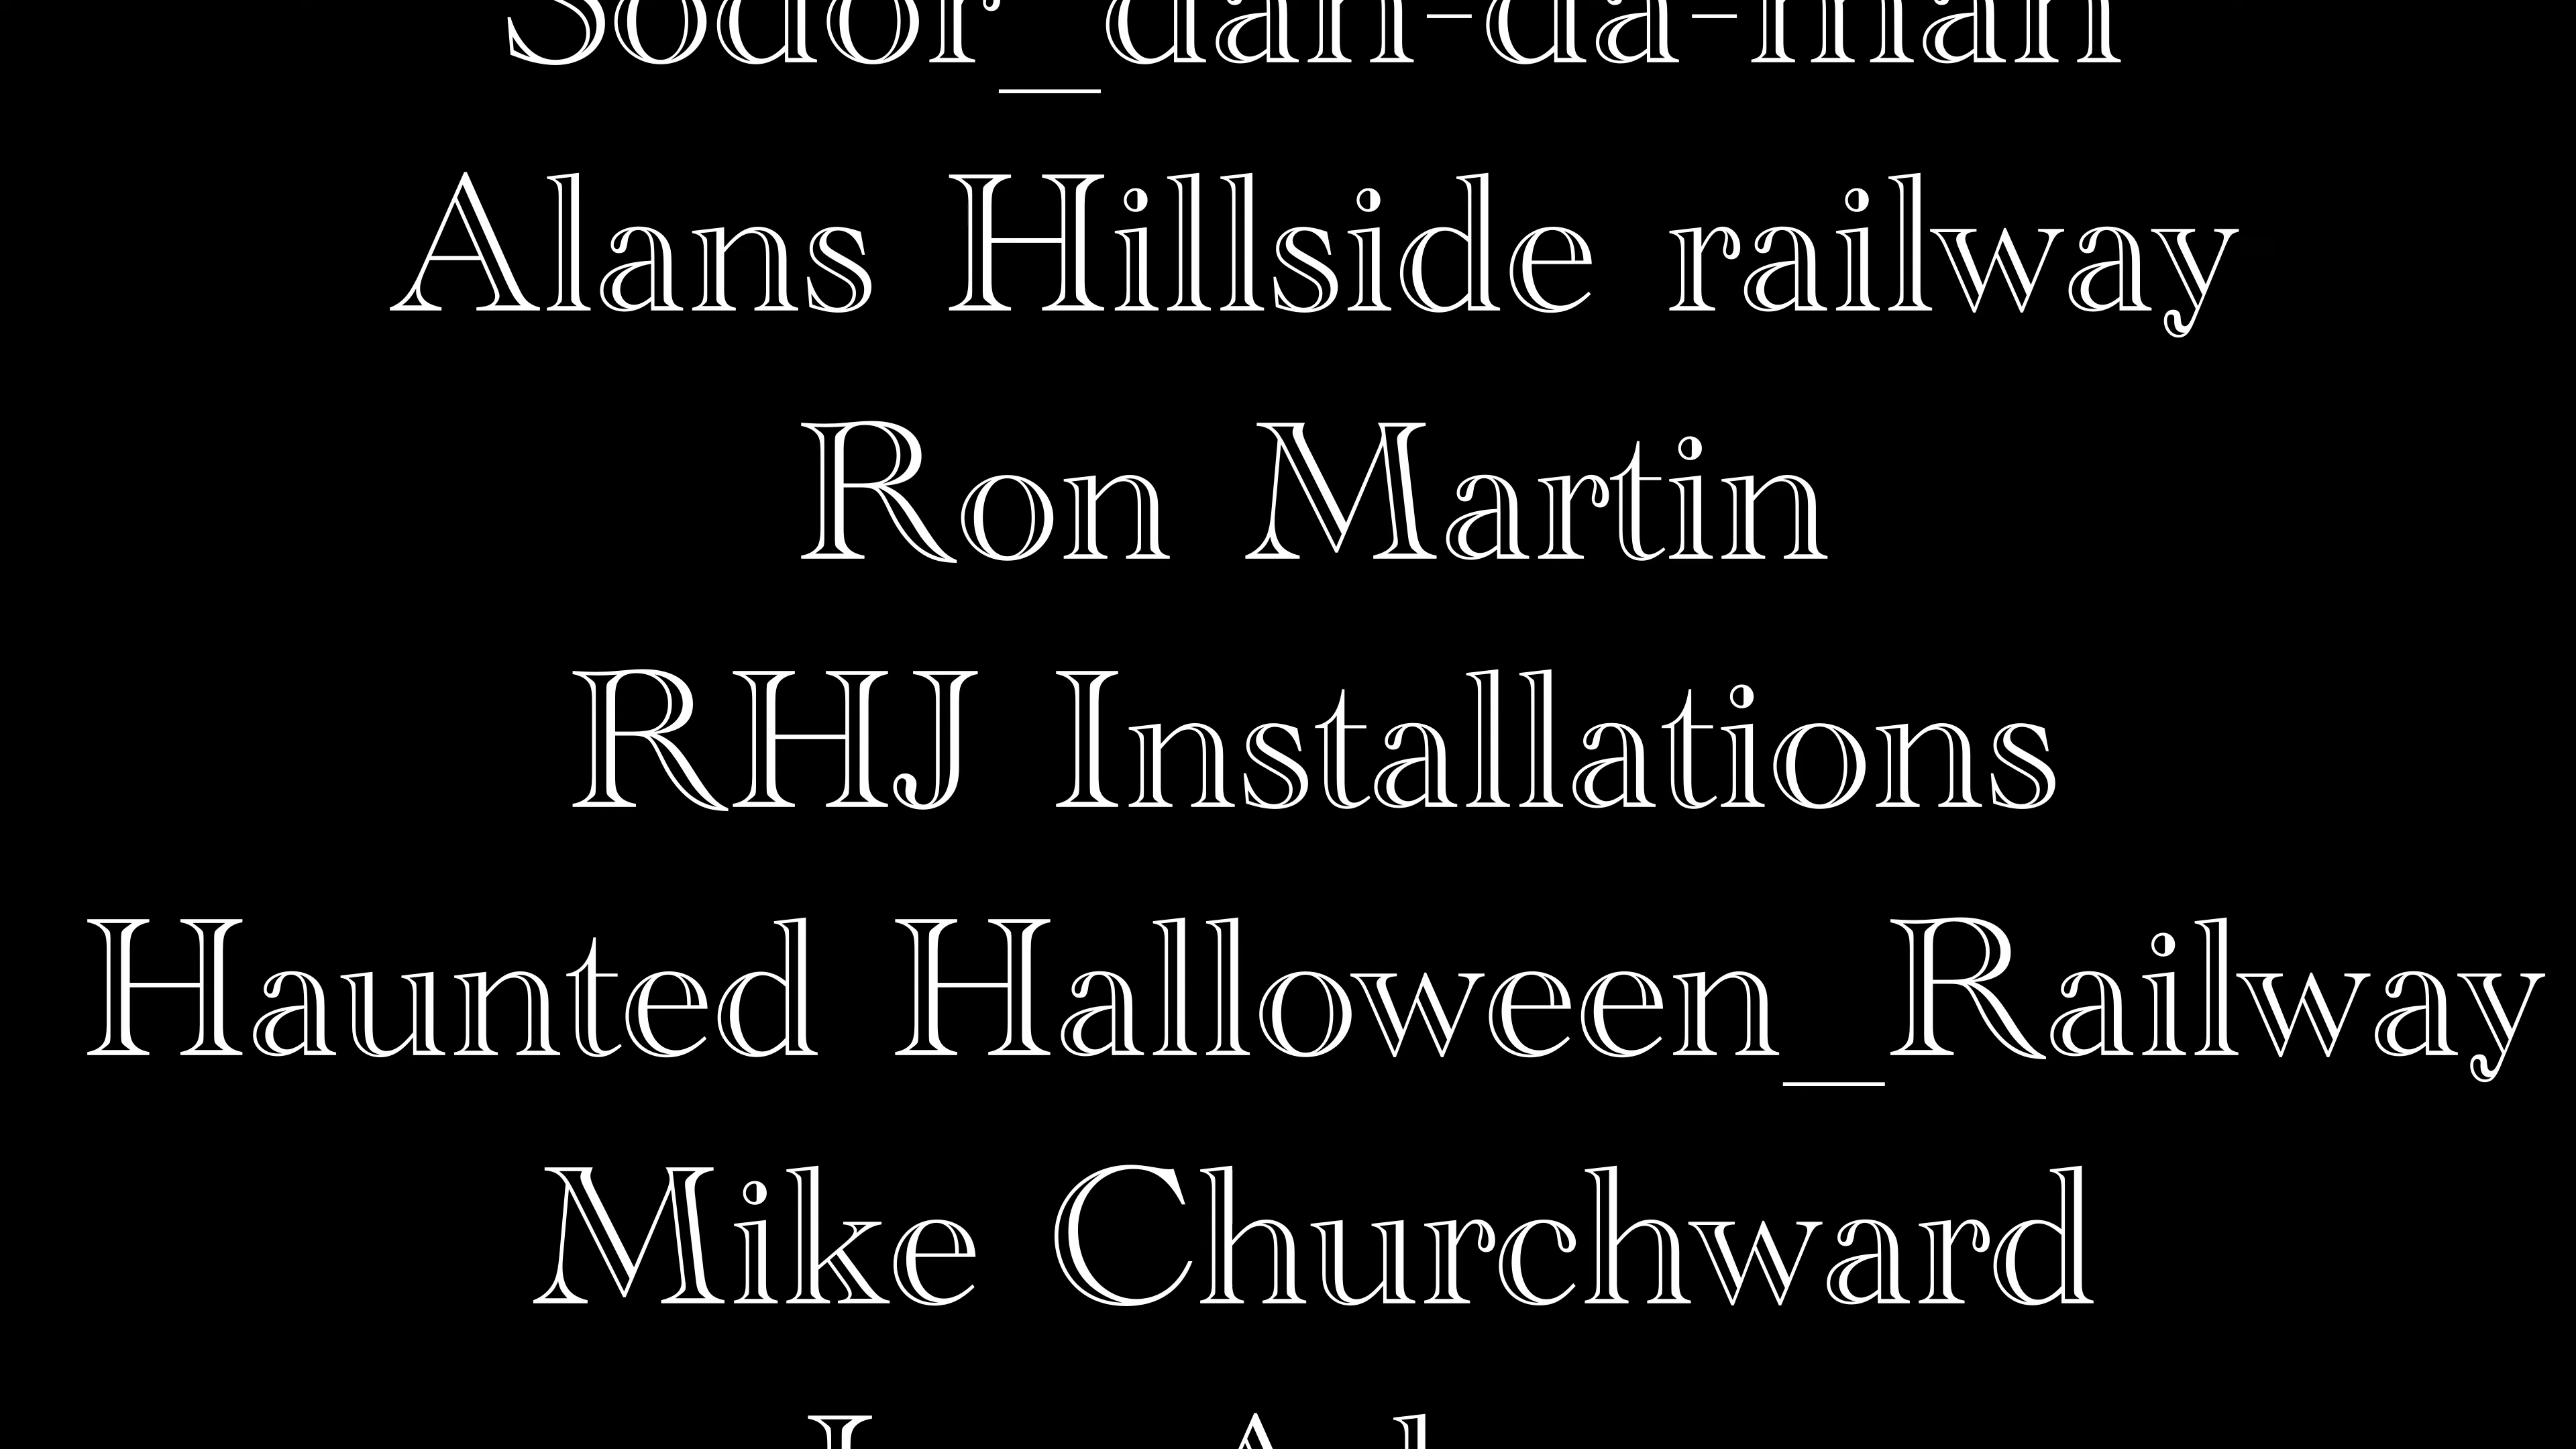 Sodor_dan-da-man
Alans Hillside railway
Ron Martin
RHJ Installations
Haunted Halloween_Railway
Mike Churchward